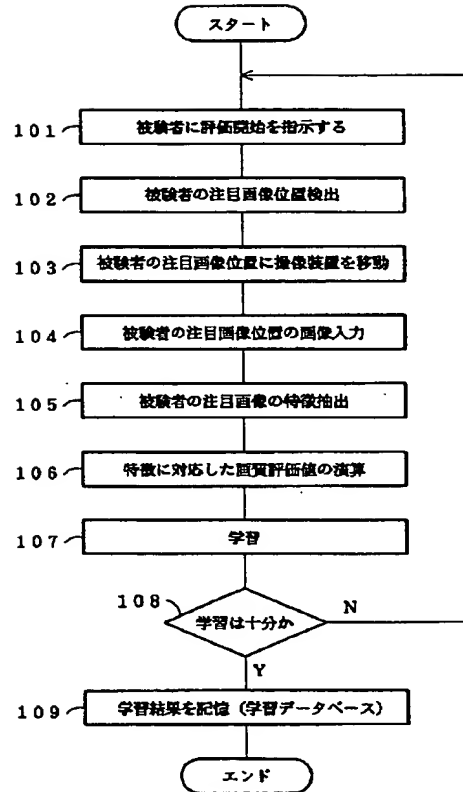 スタート
101 被験者に評価開始を指示する
102 被験者の注目画像位置検出
103 被験者の注目画像位置に撮像装置を移動
104 被験者の注目画像位置の画像入力
105 被験者の注目画像の特徴抽出
106 特徴に対応した画質評価値の演算
107 学習
108 学習は十分か N
Y
109 学習結果を記憶(学習データベース)
エンド